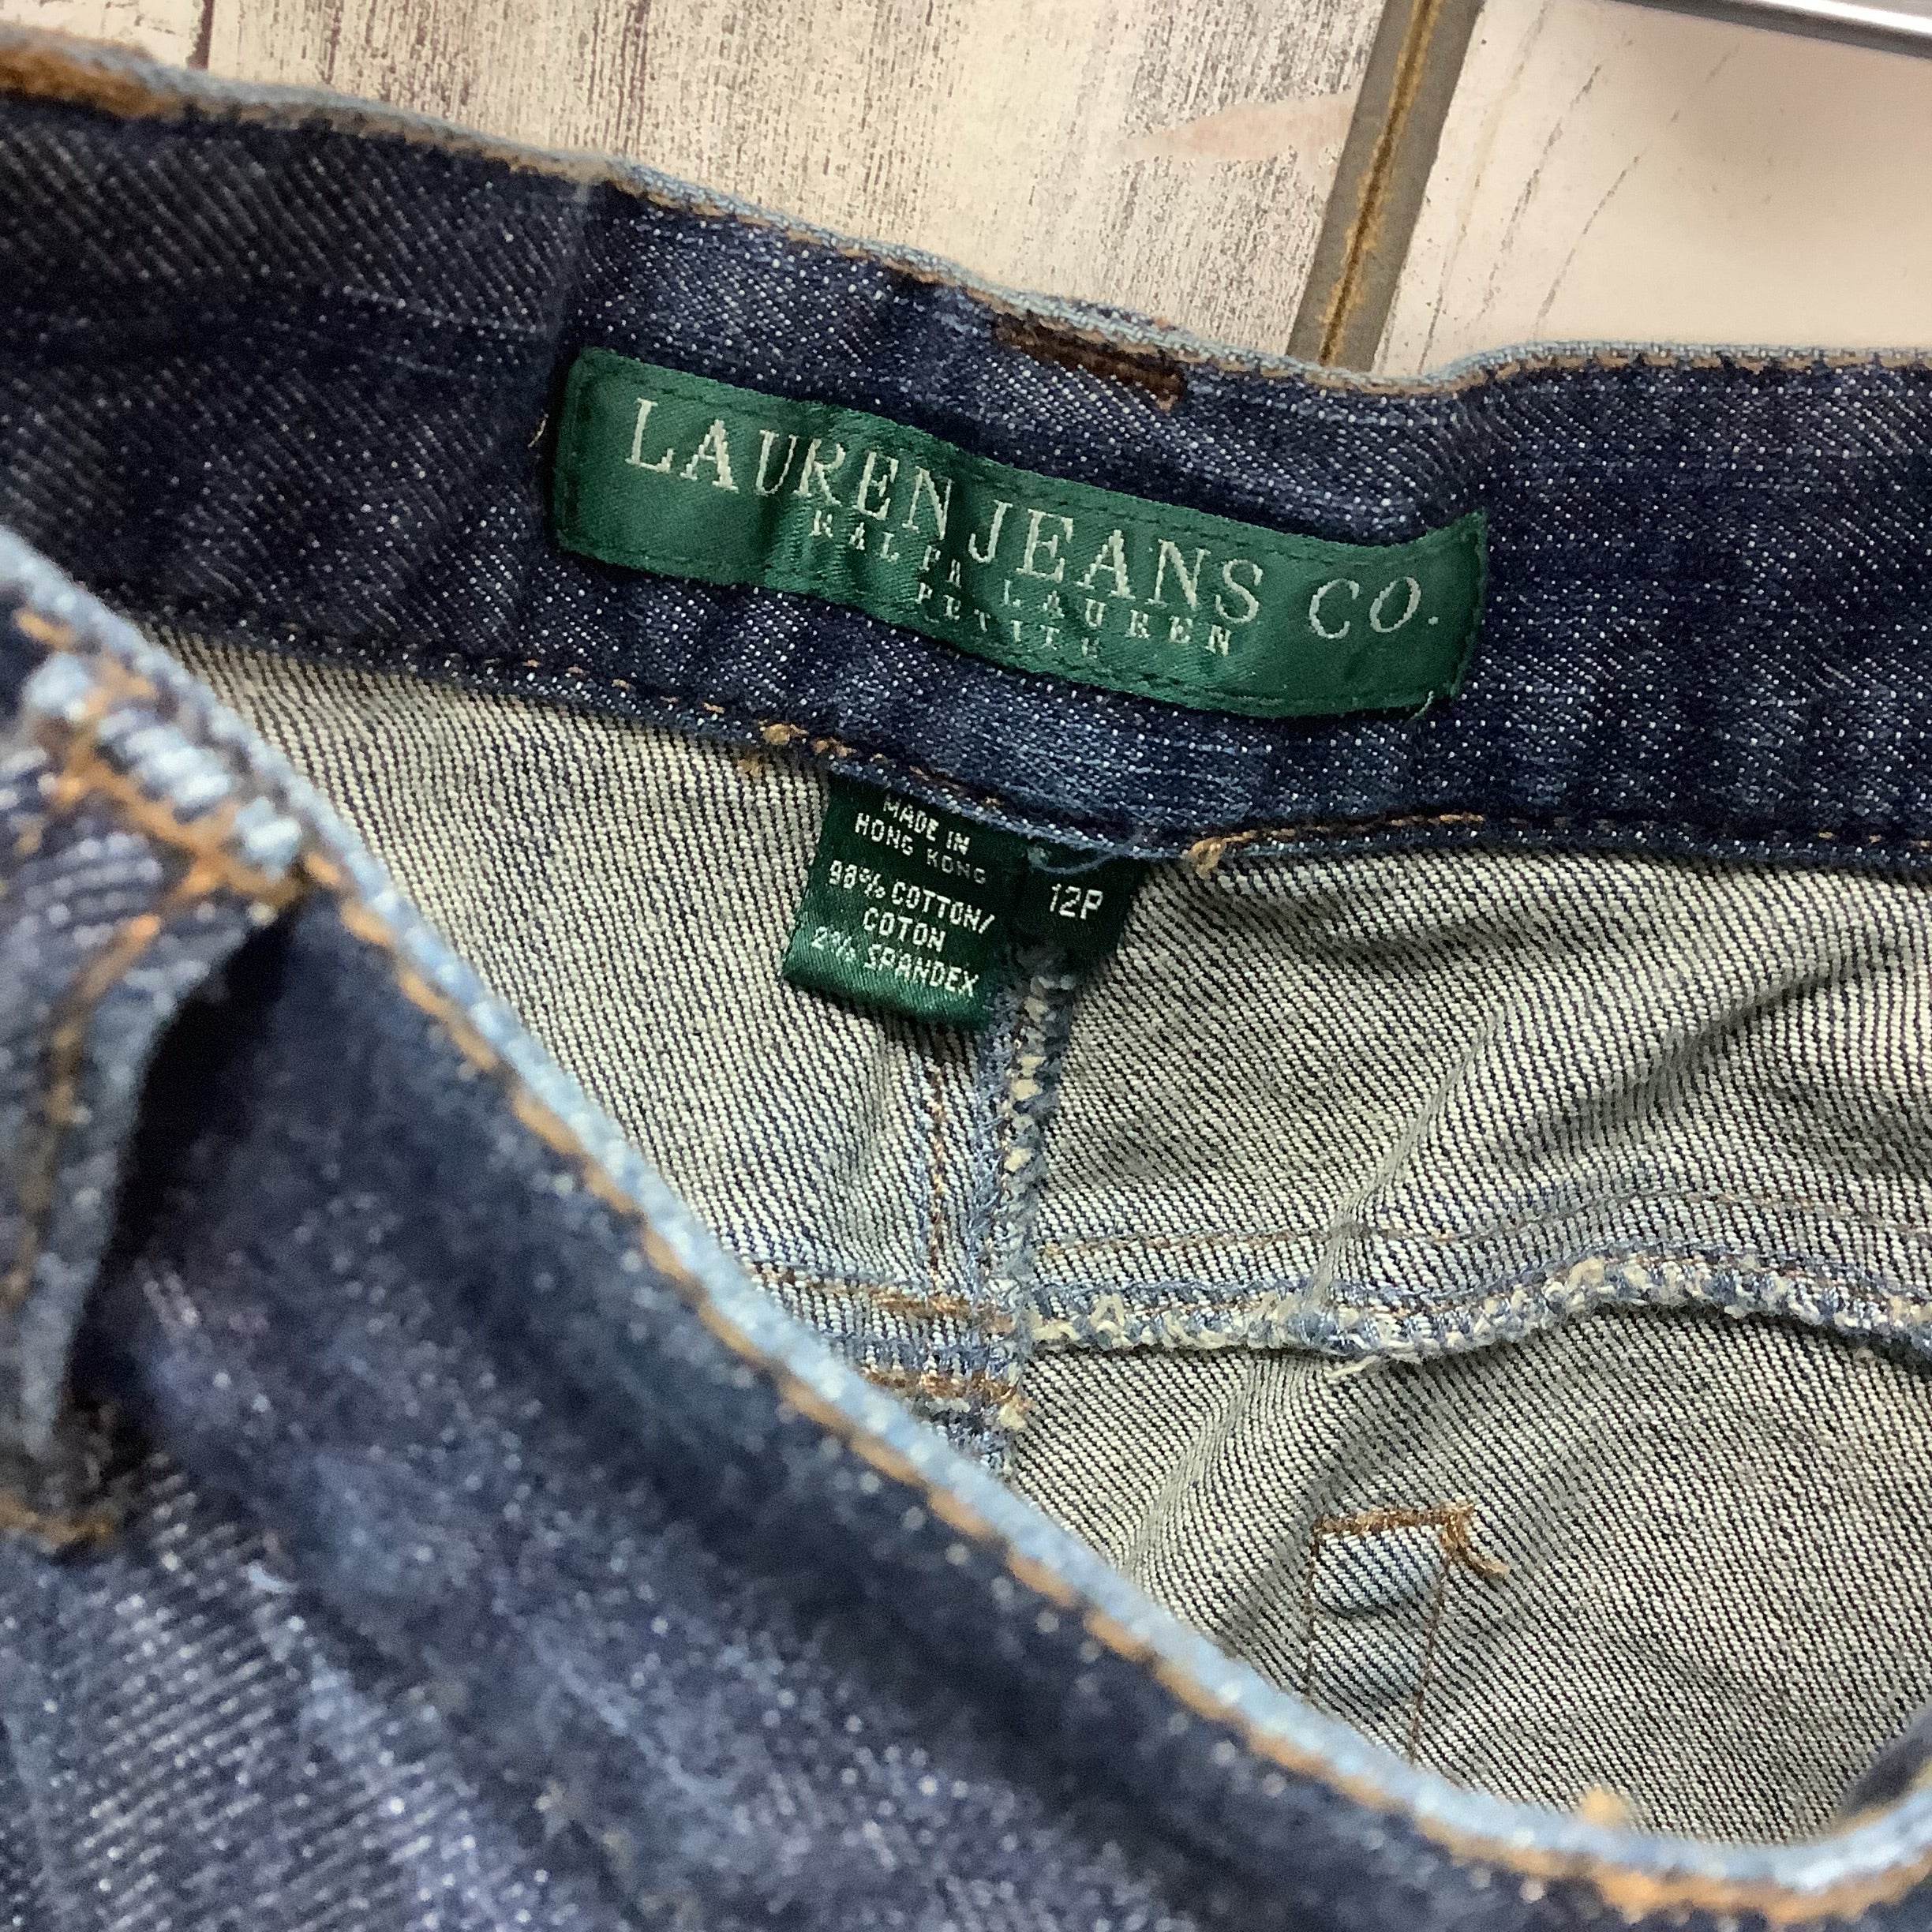 LAUREN JEANS CO.
RALPH LAUREN
PETITE
MADE IN
HONG KONG
98% COTTON/
COTON
2% SPANDEX
12P